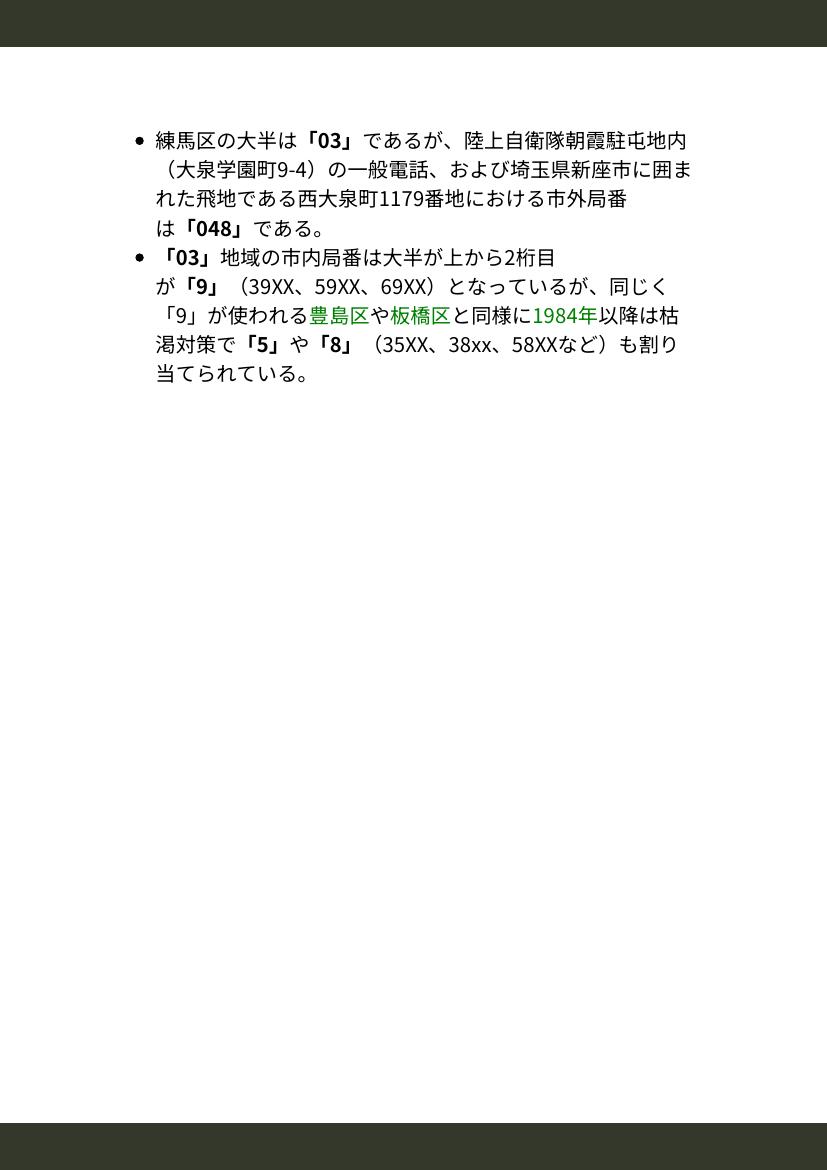 練馬区の大半は「03」であるが、陸上自衛隊朝霞駐屯地内
（大泉学園町9-4）の一般電話、および埼玉県新座市に囲ま
れた飛地である西大泉町1179番地における市外局番
は「048」である。
「03」地域の市内局番は大半が上から2桁目
が「9」（39XX、59XX、69XX）となっているが、同じく
「9」が使われる豊島区や板橋区と同様に1984年以降は枯
渇対策で「5」や「8」（35XX、38xx、58XXなど）も割り
当てられている。